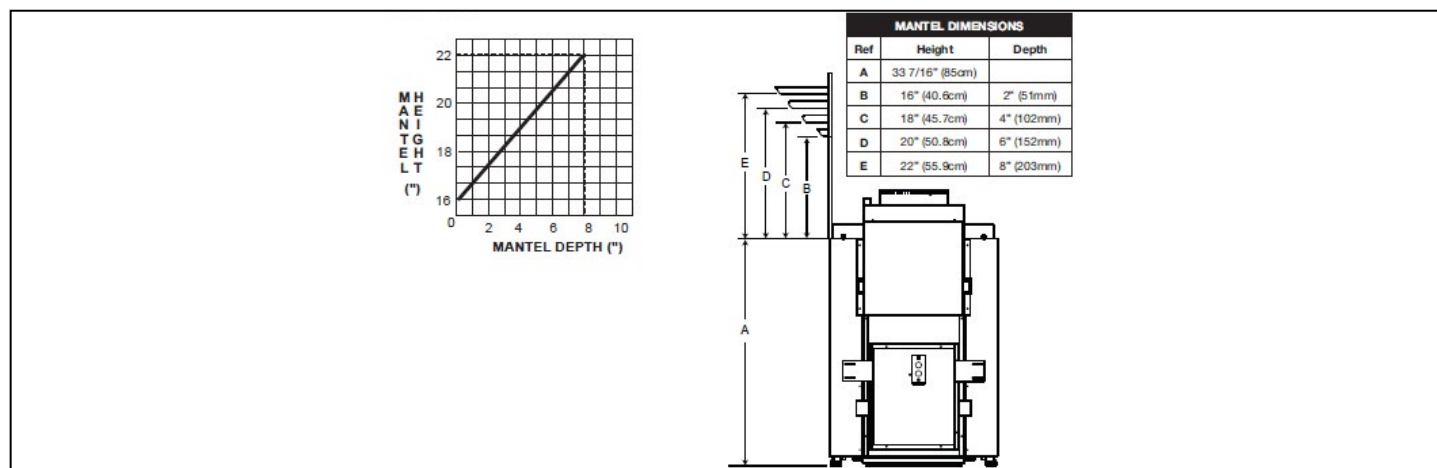 22
20
18
16
0
2
4
6
8
10
MANTEL
HEIGHT
(")
MANTEL DEPTH (")
MANTEL DIMENSIONS
Ref Height Depth
A 33 7/16" (85cm)
B 16" (40.6cm) 2" (51mm)
C 18" (45.7cm) 4" (102mm)
D 20" (50.8cm) 6" (152mm)
E 22" (55.9cm) 8" (203mm)
E
D
C
B
A